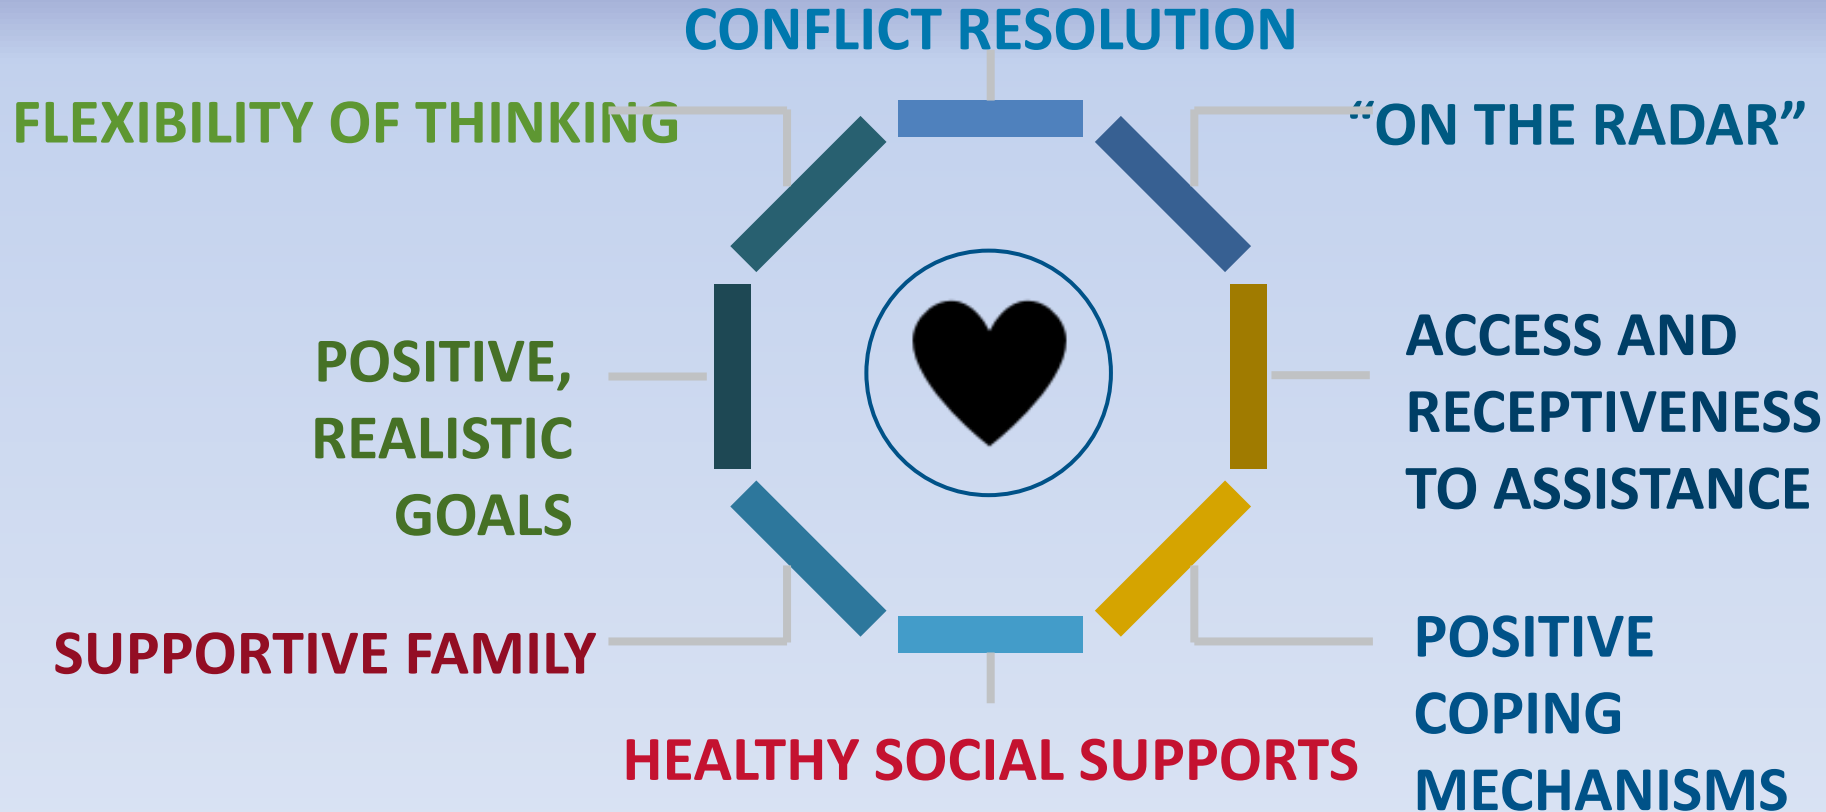 CONFLICT RESOLUTION
FLEXIBILITY OF THINKING
“ON THE RADAR”
POSITIVE,
REALISTIC
GOALS
ACCESS AND
RECEPTIVENESS
TO ASSISTANCE
SUPPORTIVE FAMILY
POSITIVE
COPING
MECHANISMS
HEALTHY SOCIAL SUPPORTS